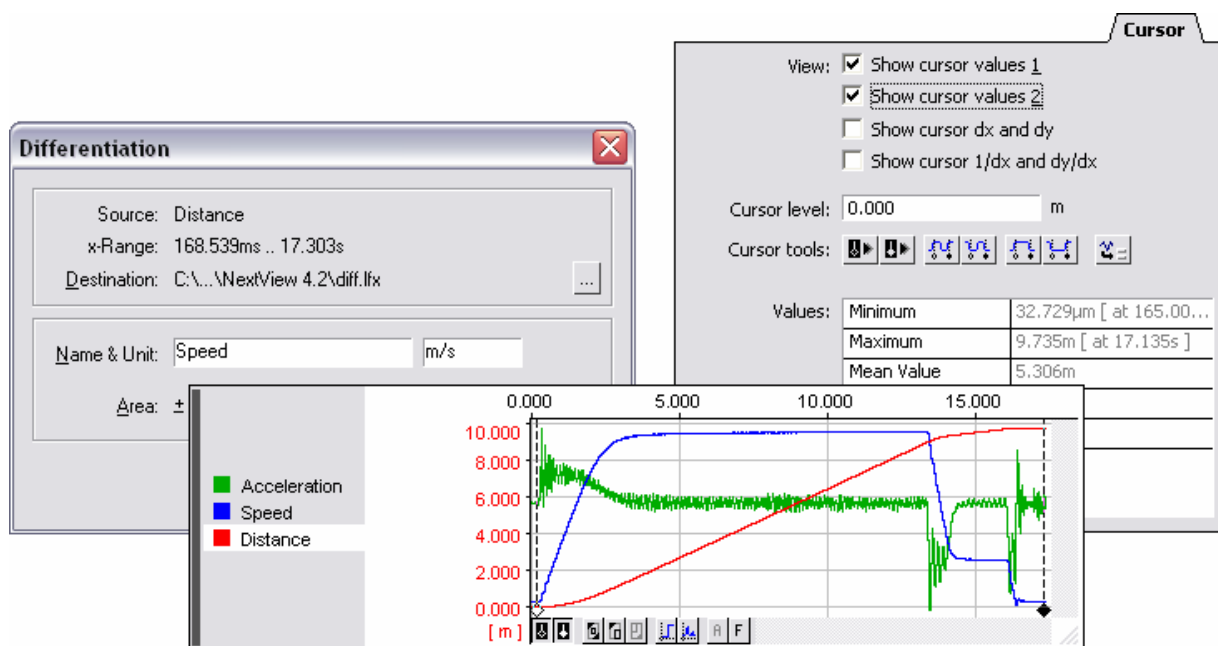 Cursor
View: Show cursor values 1
Show cursor values 2
Show cursor dx and dy
Show cursor 1/dx and dy/dx
Cursor level: 0.000 m
Cursor tools:
Values: Minimum 32.729µm [ at 165.00...
Maximum 9.735m [ at 17.135s ]
Mean Value 5.306m
Differentiation
Source: Distance
x-Range: 168.539ms .. 17.303s
Destination: C:\...\NextView 4.2\diff.lfx ...
Name & Unit: Speed m/s
Area: ±
Acceleration
Speed
Distance
0.000 5.000 10.000 15.000
10.000
8.000
6.000
4.000
2.000
0.000
[ m ]
A F